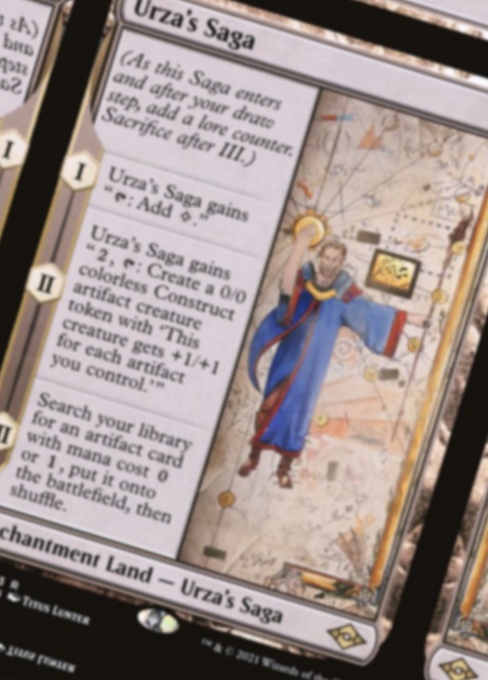 Urza's Saga
(As this Saga enters
and after your draw
step, add a lore counter.
Sacrifice after III.)
I
Urza's Saga gains
": Add ."
II
Urza's Saga gains
"2, : Create a 0/0
colorless Construct
artifact creature
token with 'This
creature gets +1/+1
for each artifact
you control.'"
Search your library
for an artifact card
with mana cost 0
or 1, put it onto
the battlefield, then
shuffle.
chantment Land — Urza's Saga
R
TITUS LUNTER
™ & © 2021 Wizards of the